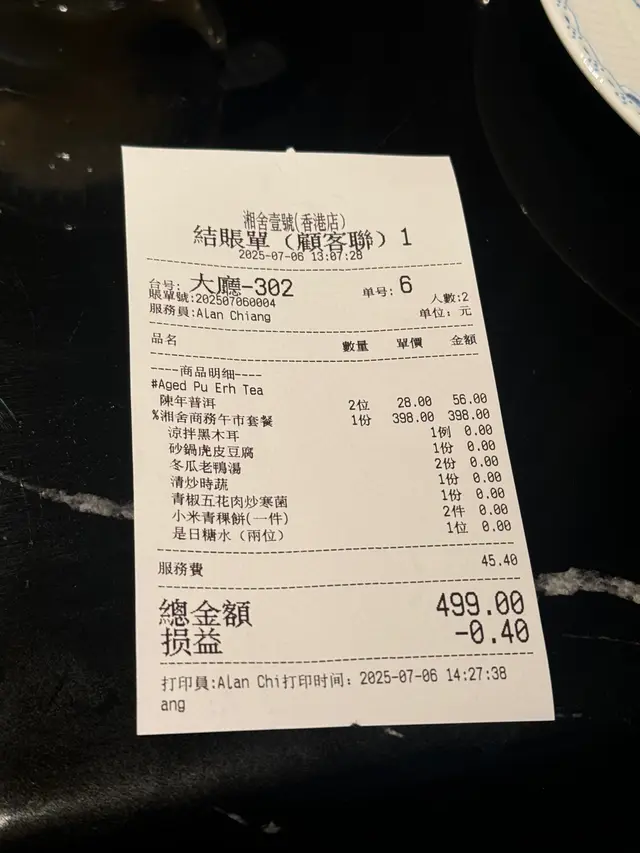 湘舍壹號(香港店)
結賬單（顧客聯）1
2025-07-06 13:07:28
台号: 大廳-302 单号: 6
賬單號:202507060004 人數:2
服務員:Alan Chiang 单位: 元
品名 數量 單價 金額
----商品明细----
#Aged Pu Erh Tea
陳年普洱 2位 28.00 56.00
%湘舍商務午市套餐 1份 398.00 398.00
涼拌黑木耳 1例 0.00
砂鍋虎皮豆腐 1份 0.00
冬瓜老鴨湯 2份 0.00
清炒時蔬 1份 0.00
青椒五花肉炒寒菌 1份 0.00
小米青稞餅(一件) 2件 0.00
是日糖水（兩位） 1位 0.00
服務費 45.40
總金額 499.00
损益 -0.40
打印員:Alan Chi打印时间: 2025-07-06 14:27:38
ang